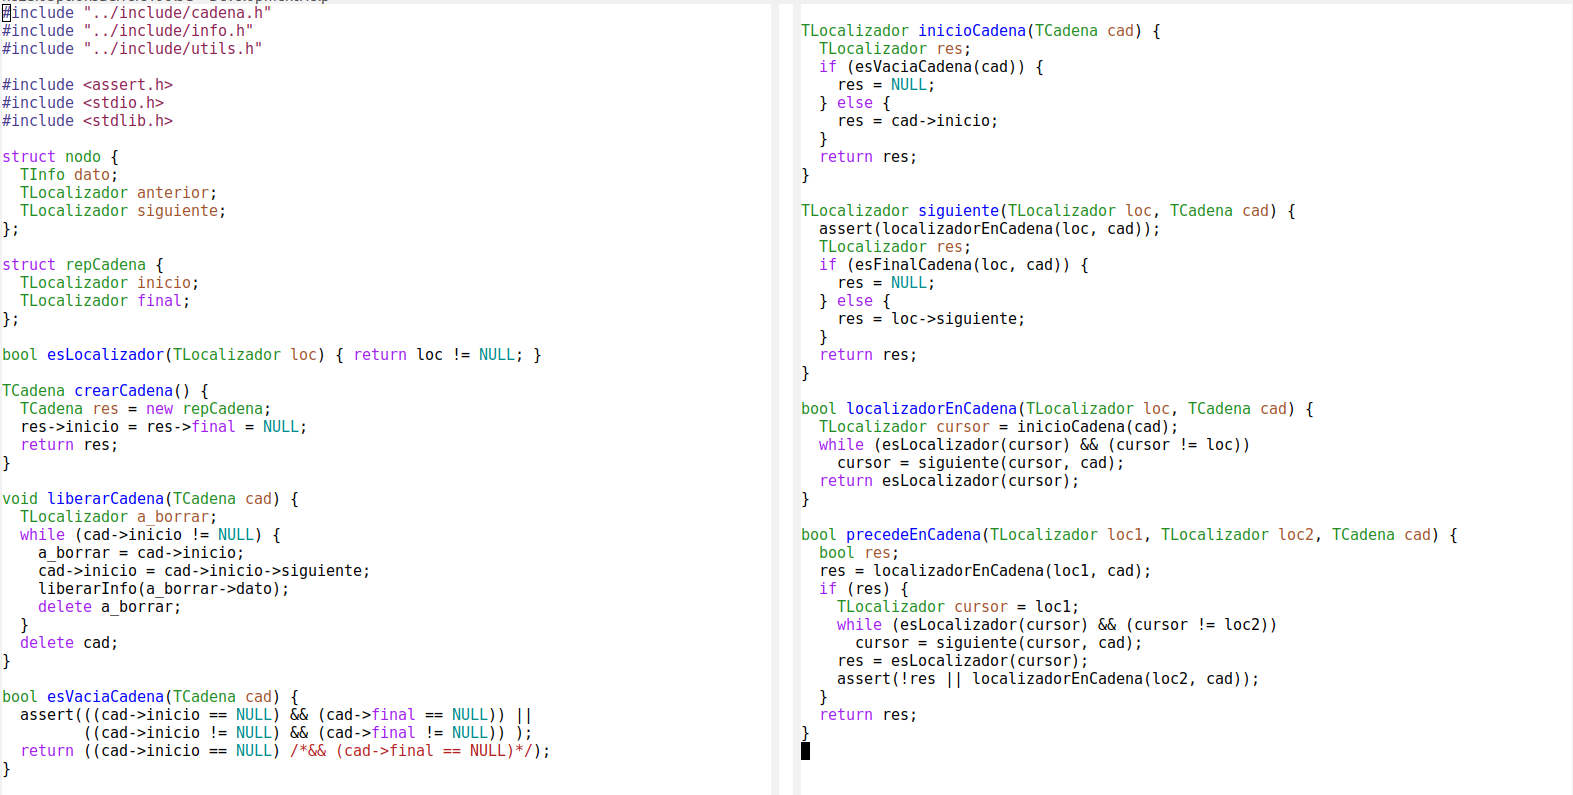 #include "../include/cadena.h"
#include "../include/info.h"
#include "../include/utils.h"

#include <assert.h>
#include <stdio.h>
#include <stdlib.h>

struct nodo {
  TInfo dato;
  TLocalizador anterior;
  TLocalizador siguiente;
};

struct repCadena {
  TLocalizador inicio;
  TLocalizador final;
};

bool esLocalizador(TLocalizador loc) { return loc != NULL; }

TCadena crearCadena() {
  TCadena res = new repCadena;
  res->inicio = res->final = NULL;
  return res;
}

void liberarCadena(TCadena cad) {
  TLocalizador a_borrar;
  while (cad->inicio != NULL) {
    a_borrar = cad->inicio;
    cad->inicio = cad->inicio->siguiente;
    liberarInfo(a_borrar->dato);
    delete a_borrar;
  }
  delete cad;
}

bool esVaciaCadena(TCadena cad) {
  assert(((cad->inicio == NULL) && (cad->final == NULL)) ||
         ((cad->inicio != NULL) && (cad->final != NULL)) );
  return ((cad->inicio == NULL) /*&& (cad->final == NULL)*/);
}

TLocalizador inicioCadena(TCadena cad) {
  TLocalizador res;
  if (esVaciaCadena(cad)) {
    res = NULL;
  } else {
    res = cad->inicio;
  }
  return res;
}

TLocalizador siguiente(TLocalizador loc, TCadena cad) {
  assert(localizadorEnCadena(loc, cad));
  TLocalizador res;
  if (esFinalCadena(loc, cad)) {
    res = NULL;
  } else {
    res = loc->siguiente;
  }
  return res;
}

bool localizadorEnCadena(TLocalizador loc, TCadena cad) {
  TLocalizador cursor = inicioCadena(cad);
  while (esLocalizador(cursor) && (cursor != loc))
    cursor = siguiente(cursor, cad);
  return esLocalizador(cursor);
}

bool precedeEnCadena(TLocalizador loc1, TLocalizador loc2, TCadena cad) {
  bool res;
  res = localizadorEnCadena(loc1, cad);
  if (res) {
    TLocalizador cursor = loc1;
    while (esLocalizador(cursor) && (cursor != loc2))
      cursor = siguiente(cursor, cad);
    res = esLocalizador(cursor);
    assert(!res || localizadorEnCadena(loc2, cad));
  }
  return res;
}